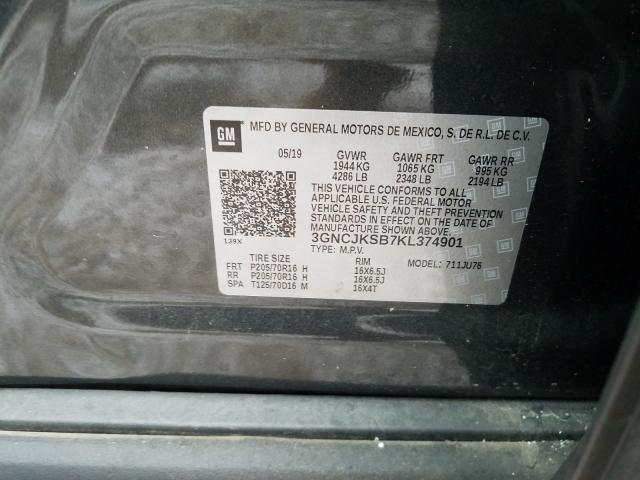 GM MFD BY GENERAL MOTORS DE MEXICO, S. DE R.L. DE C.V.
05/19 GVWR GAWR FRT GAWR RR
1944 KG 1065 KG 995 KG
4286 LB 2348 LB 2194 LB
THIS VEHICLE CONFORMS TO ALL
APPLICABLE U.S. FEDERAL MOTOR
VEHICLE SAFETY AND THEFT PREVENTION
STANDARDS IN EFFECT ON THE DATE OF
MANUFACTURE SHOWN ABOVE.
139X 3GNCJKSB7KL374901
TYPE: M.P.V. MODEL: 711JU76
TIRE SIZE RIM
FRT P205/70R16 H 16X6.5J
RR P205/70R16 H 16X6.5J
SPA T125/70D16 M 16X4T